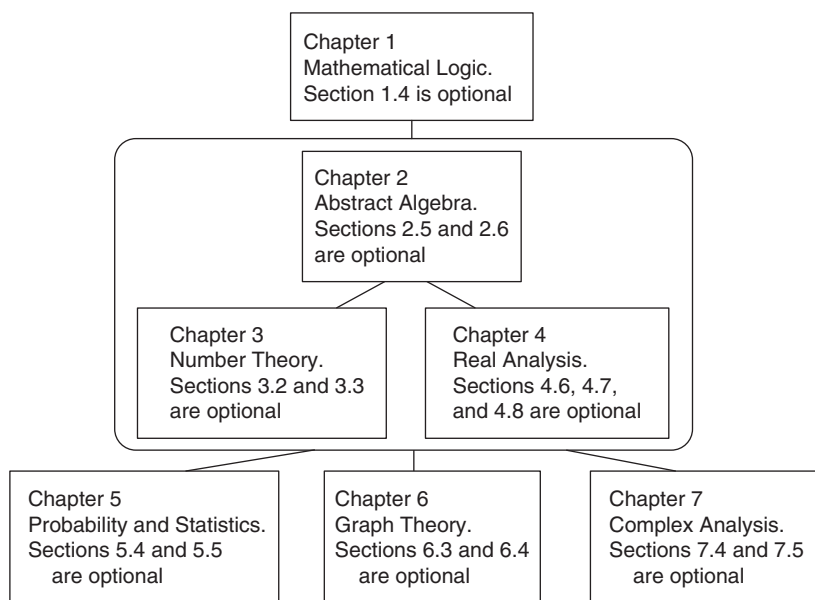 Chapter 1
Mathematical Logic.
Section 1.4 is optional
Chapter 2
Abstract Algebra.
Sections 2.5 and 2.6
are optional
Chapter 3
Number Theory.
Sections 3.2 and 3.3
are optional
Chapter 4
Real Analysis.
Sections 4.6, 4.7,
and 4.8 are optional
Chapter 5
Probability and Statistics.
Sections 5.4 and 5.5
are optional
Chapter 6
Graph Theory.
Sections 6.3 and 6.4
are optional
Chapter 7
Complex Analysis.
Sections 7.4 and 7.5
are optional